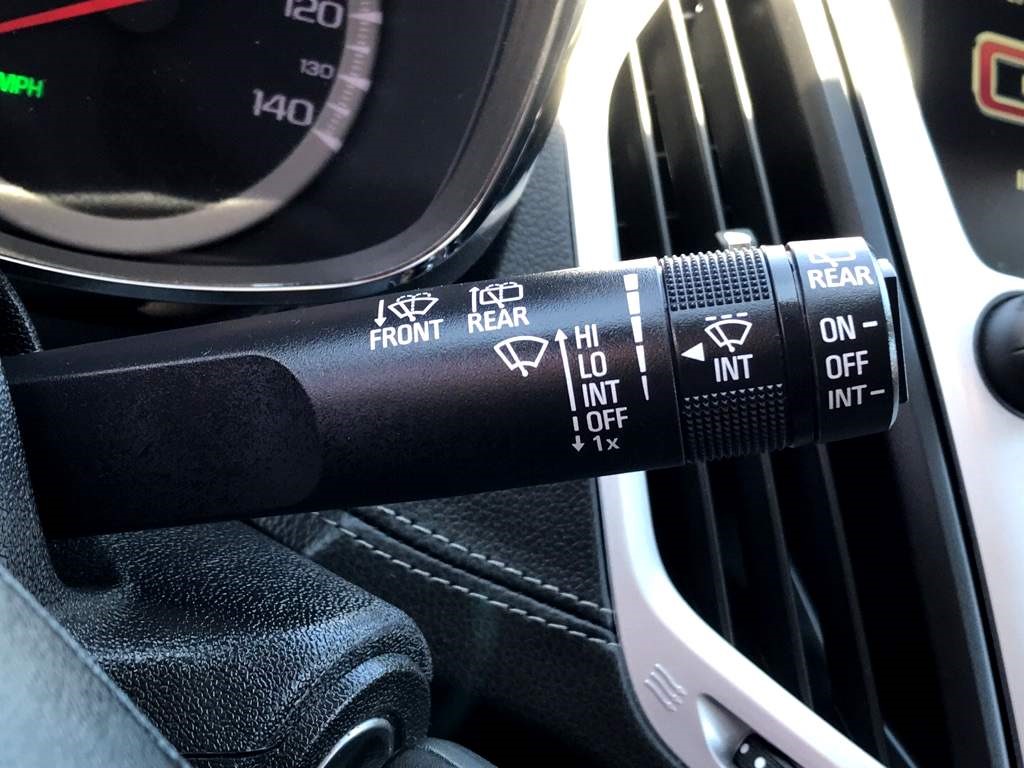 120
130
140
MPH
FRONT
REAR
HI
LO
INT
OFF
1x
INT
REAR
ON
OFF
INT